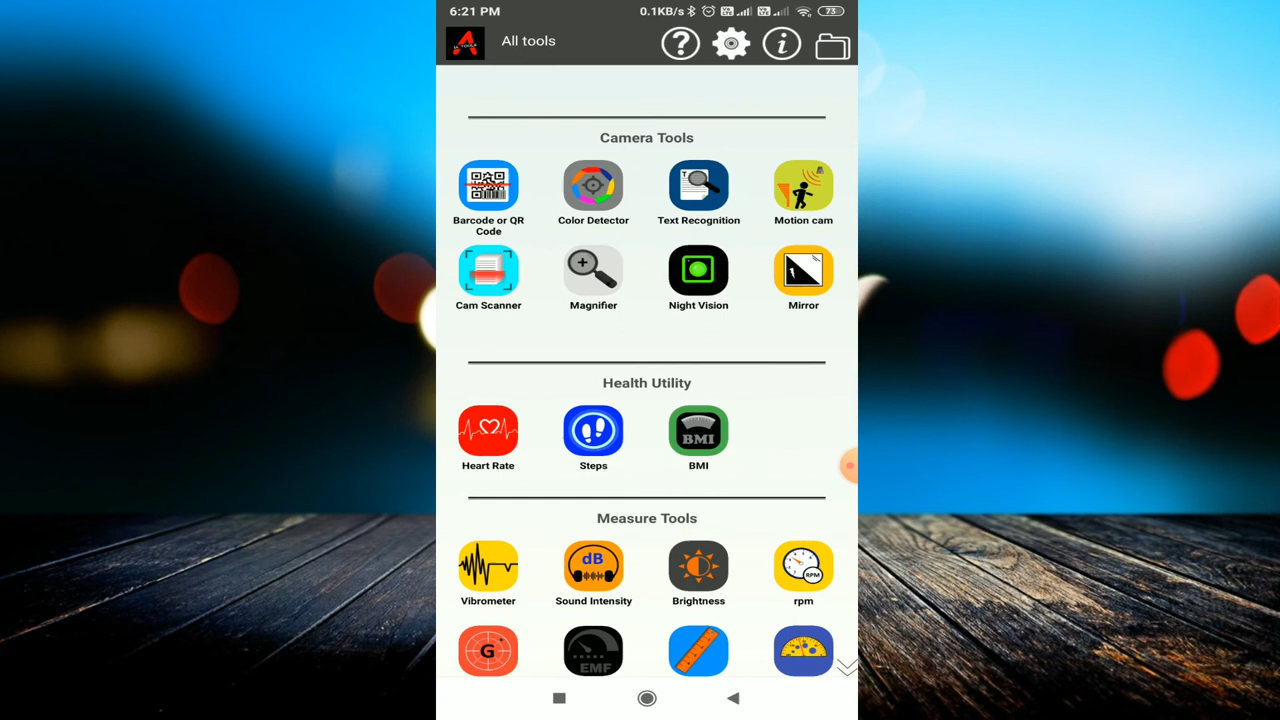 6:21 PM
0.1KB/s
73
All tools
Camera Tools
Barcode or QR Code
Color Detector
Text Recognition
Motion cam
Cam Scanner
Magnifier
Night Vision
Mirror
Health Utility
BMI
Heart Rate
Steps
BMI
Measure Tools
dB
RPM
Vibrometer
Sound Intensity
Brightness
rpm
G
EMF